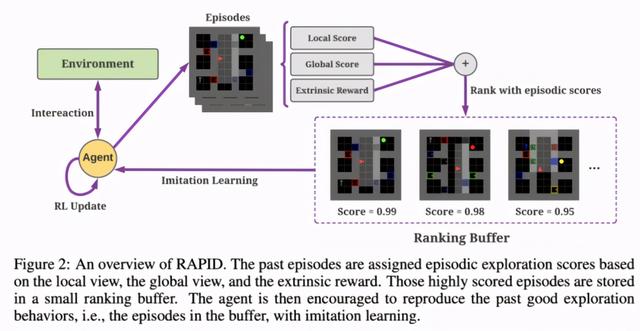 Episodes
Local Score
Global Score
Extrinsic Reward
+
Environment
Intereaction
Agent
RL Update
Rank with episodic scores
Imitation Learning
Score = 0.99
Score = 0.98
Score = 0.95
...
Ranking Buffer
Figure 2: An overview of RAPID. The past episodes are assigned episodic exploration scores based
on the local view, the global view, and the extrinsic reward. Those highly scored episodes are stored
in a small ranking buffer. The agent is then encouraged to reproduce the past good exploration
behaviors, i.e., the episodes in the buffer, with imitation learning.